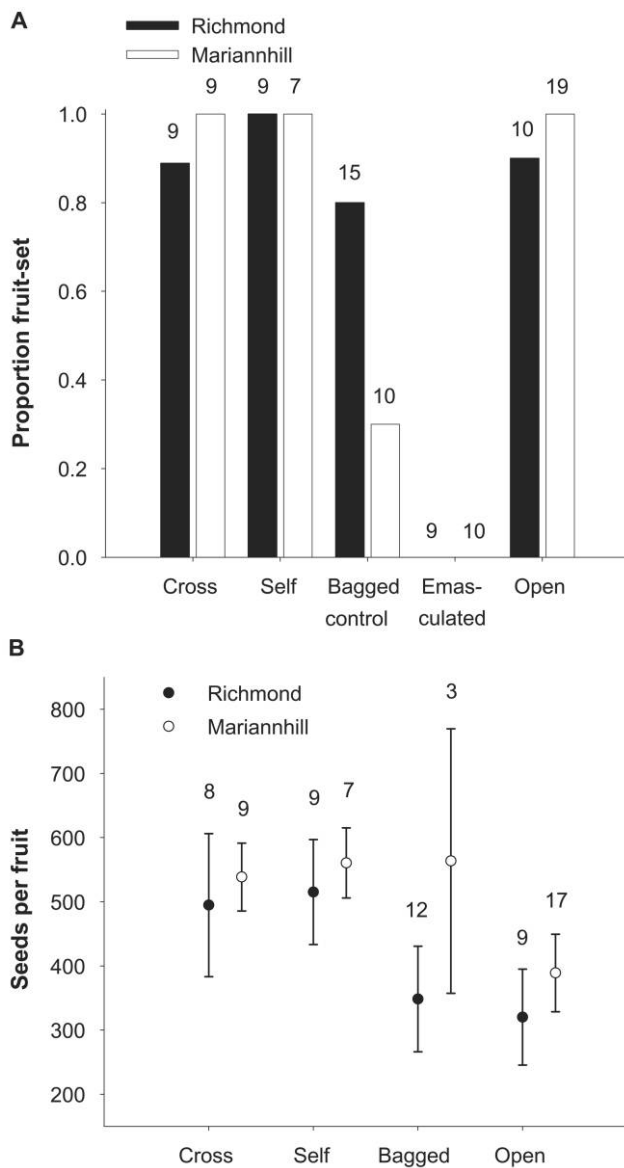 A
Richmond
Mariannhill
9 9 9 7 15 10 9 10 10 19
1.0
0.8
0.6
0.4
0.2
0.0
Proportion fruit-set
Cross Self Bagged control Emas-culated Open
B
Richmond
Mariannhill
8 9 9 7 12 3 9 17
800
700
600
500
400
300
200
Seeds per fruit
Cross Self Bagged Open